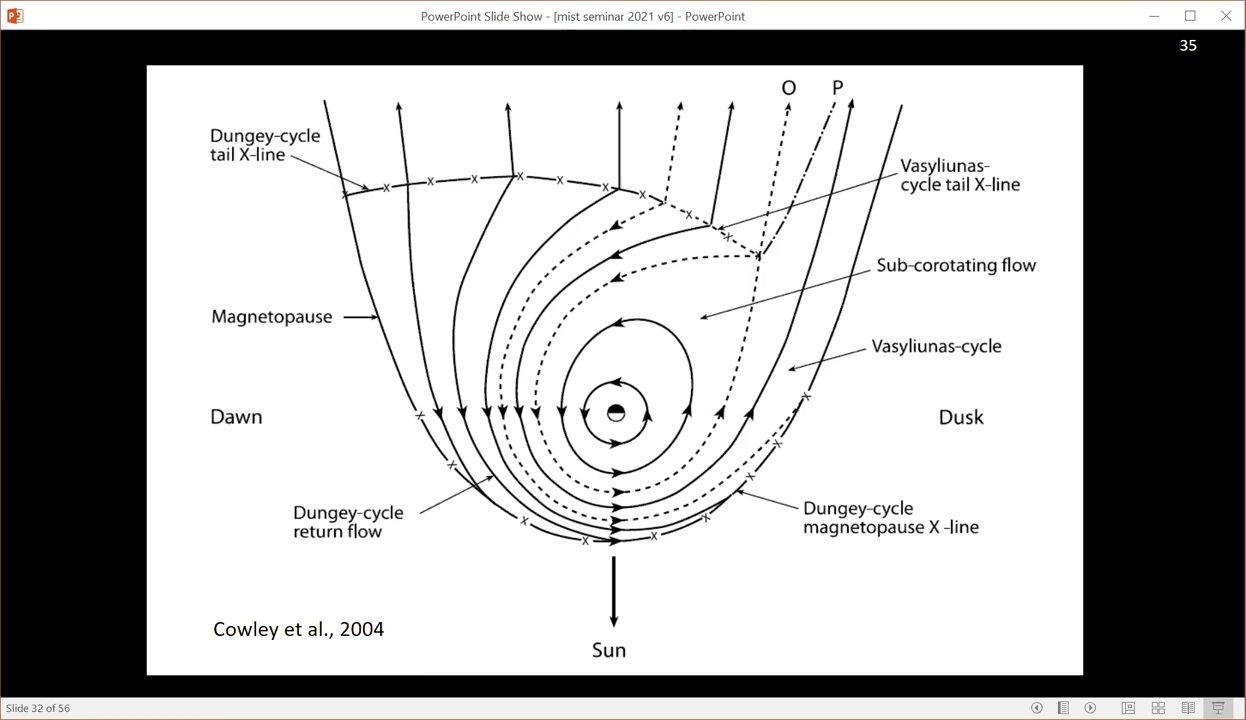 PowerPoint Slide Show - [mist seminar 2021 v6] - PowerPoint
35
O
P
Dungey-cycle
tail X-line
Vasyliunas-
cycle tail X-line
Sub-corotating flow
Magnetopause
Vasyliunas-cycle
Dawn
Dusk
Dungey-cycle
return flow
Dungey-cycle
magnetopause X -line
Cowley et al., 2004
Sun
Slide 32 of 56